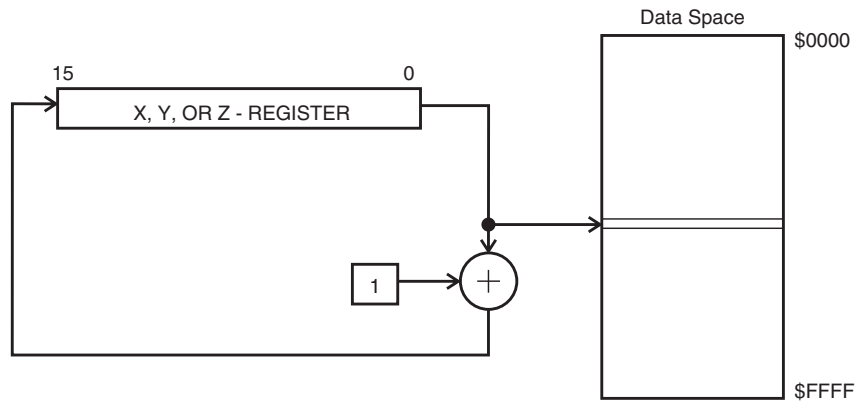 Data Space
$0000
15
0
X, Y, OR Z - REGISTER
1
+
$FFFF